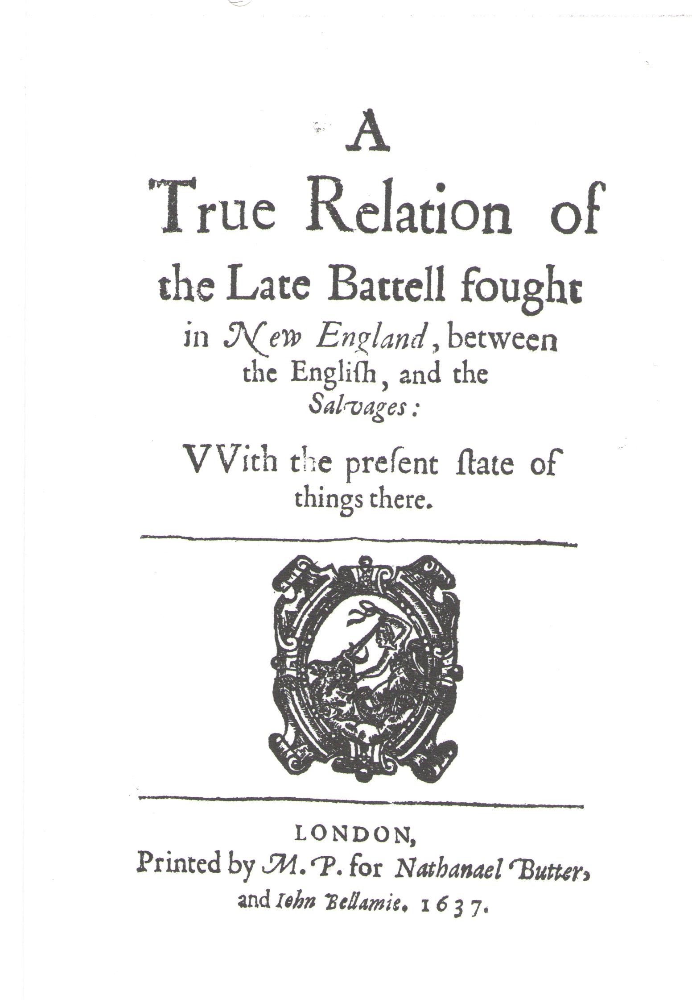 A
True Relation of
the Late Battell fought
in New England, between
the Engliſh, and the
Salvages:
VVith the preſent ſtate of
things there.
LONDON,
Printed by M. P. for Nathanael Butter,
and Iohn Bellamie. 1637.